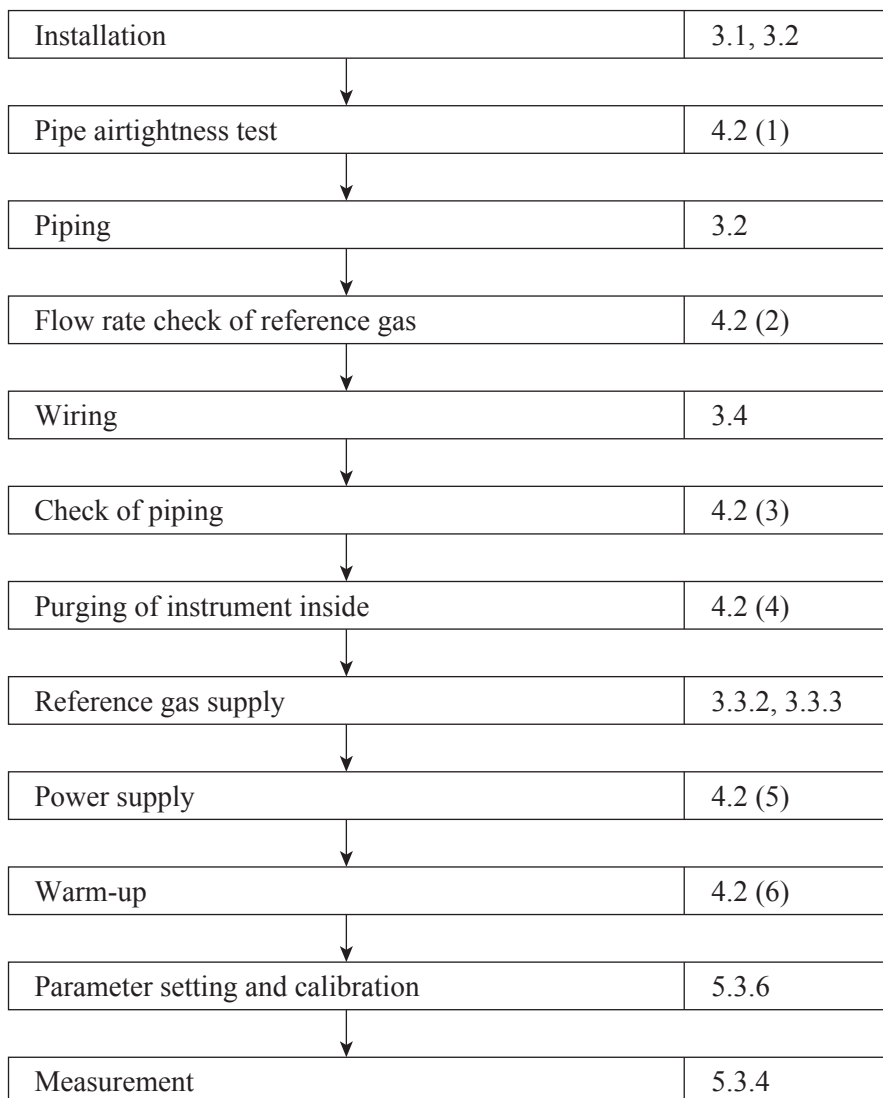 Installation 3.1, 3.2
Pipe airtightness test 4.2 (1)
Piping 3.2
Flow rate check of reference gas 4.2 (2)
Wiring 3.4
Check of piping 4.2 (3)
Purging of instrument inside 4.2 (4)
Reference gas supply 3.3.2, 3.3.3
Power supply 4.2 (5)
Warm-up 4.2 (6)
Parameter setting and calibration 5.3.6
Measurement 5.3.4